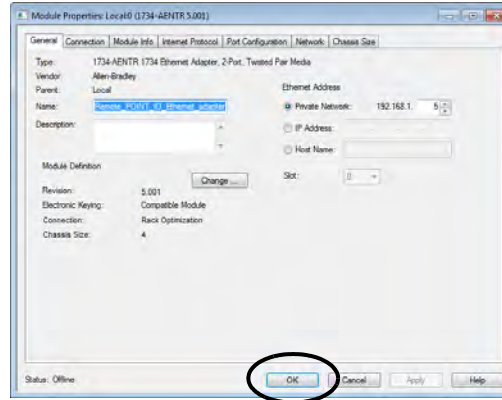 Module Properties: Local:0 (1734-AENTR 5.001)
General Connection Module Info Internet Protocol Port Configuration Network Chassis Size
Type: 1734-AENTR 1734 Ethernet Adapter, 2-Port, Twisted Pair Media
Vendor: Allen-Bradley
Parent: Local
Name: Remote_POINT_IO_Ethernet_adapter
Description:
Ethernet Address
Private Network: 192.168.1. 5
IP Address:
Host Name:
Slot: 0
Module Definition
Change ...
Revision: 5.001
Electronic Keying: Compatible Module
Connection: Rack Optimization
Chassis Size: 4
Status: Offline
OK Cancel Apply Help